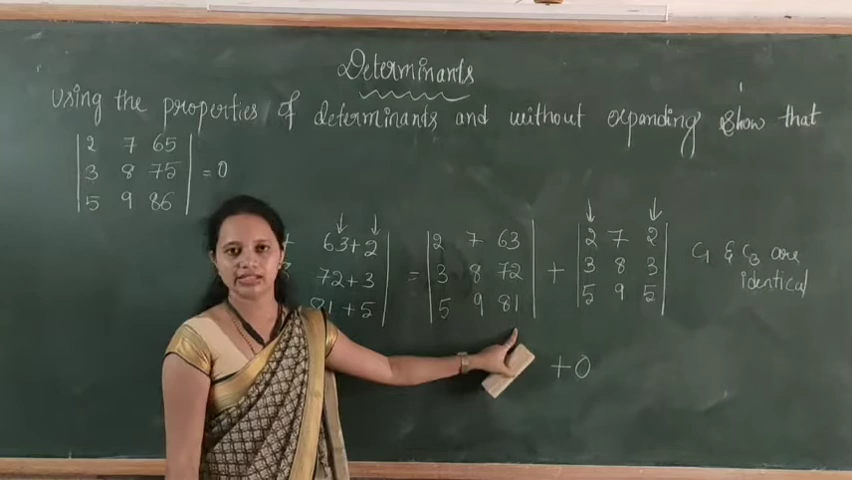 Determinants
Using the properties of determinants and without expanding show that
2 7 65
3 8 75 = 0
5 9 86
63+2 = 2 7 63 + 2 7 2 C1 & C3 are
72+3 3 8 72 3 8 3 identical
81+5 5 9 81 5 9 5
+0